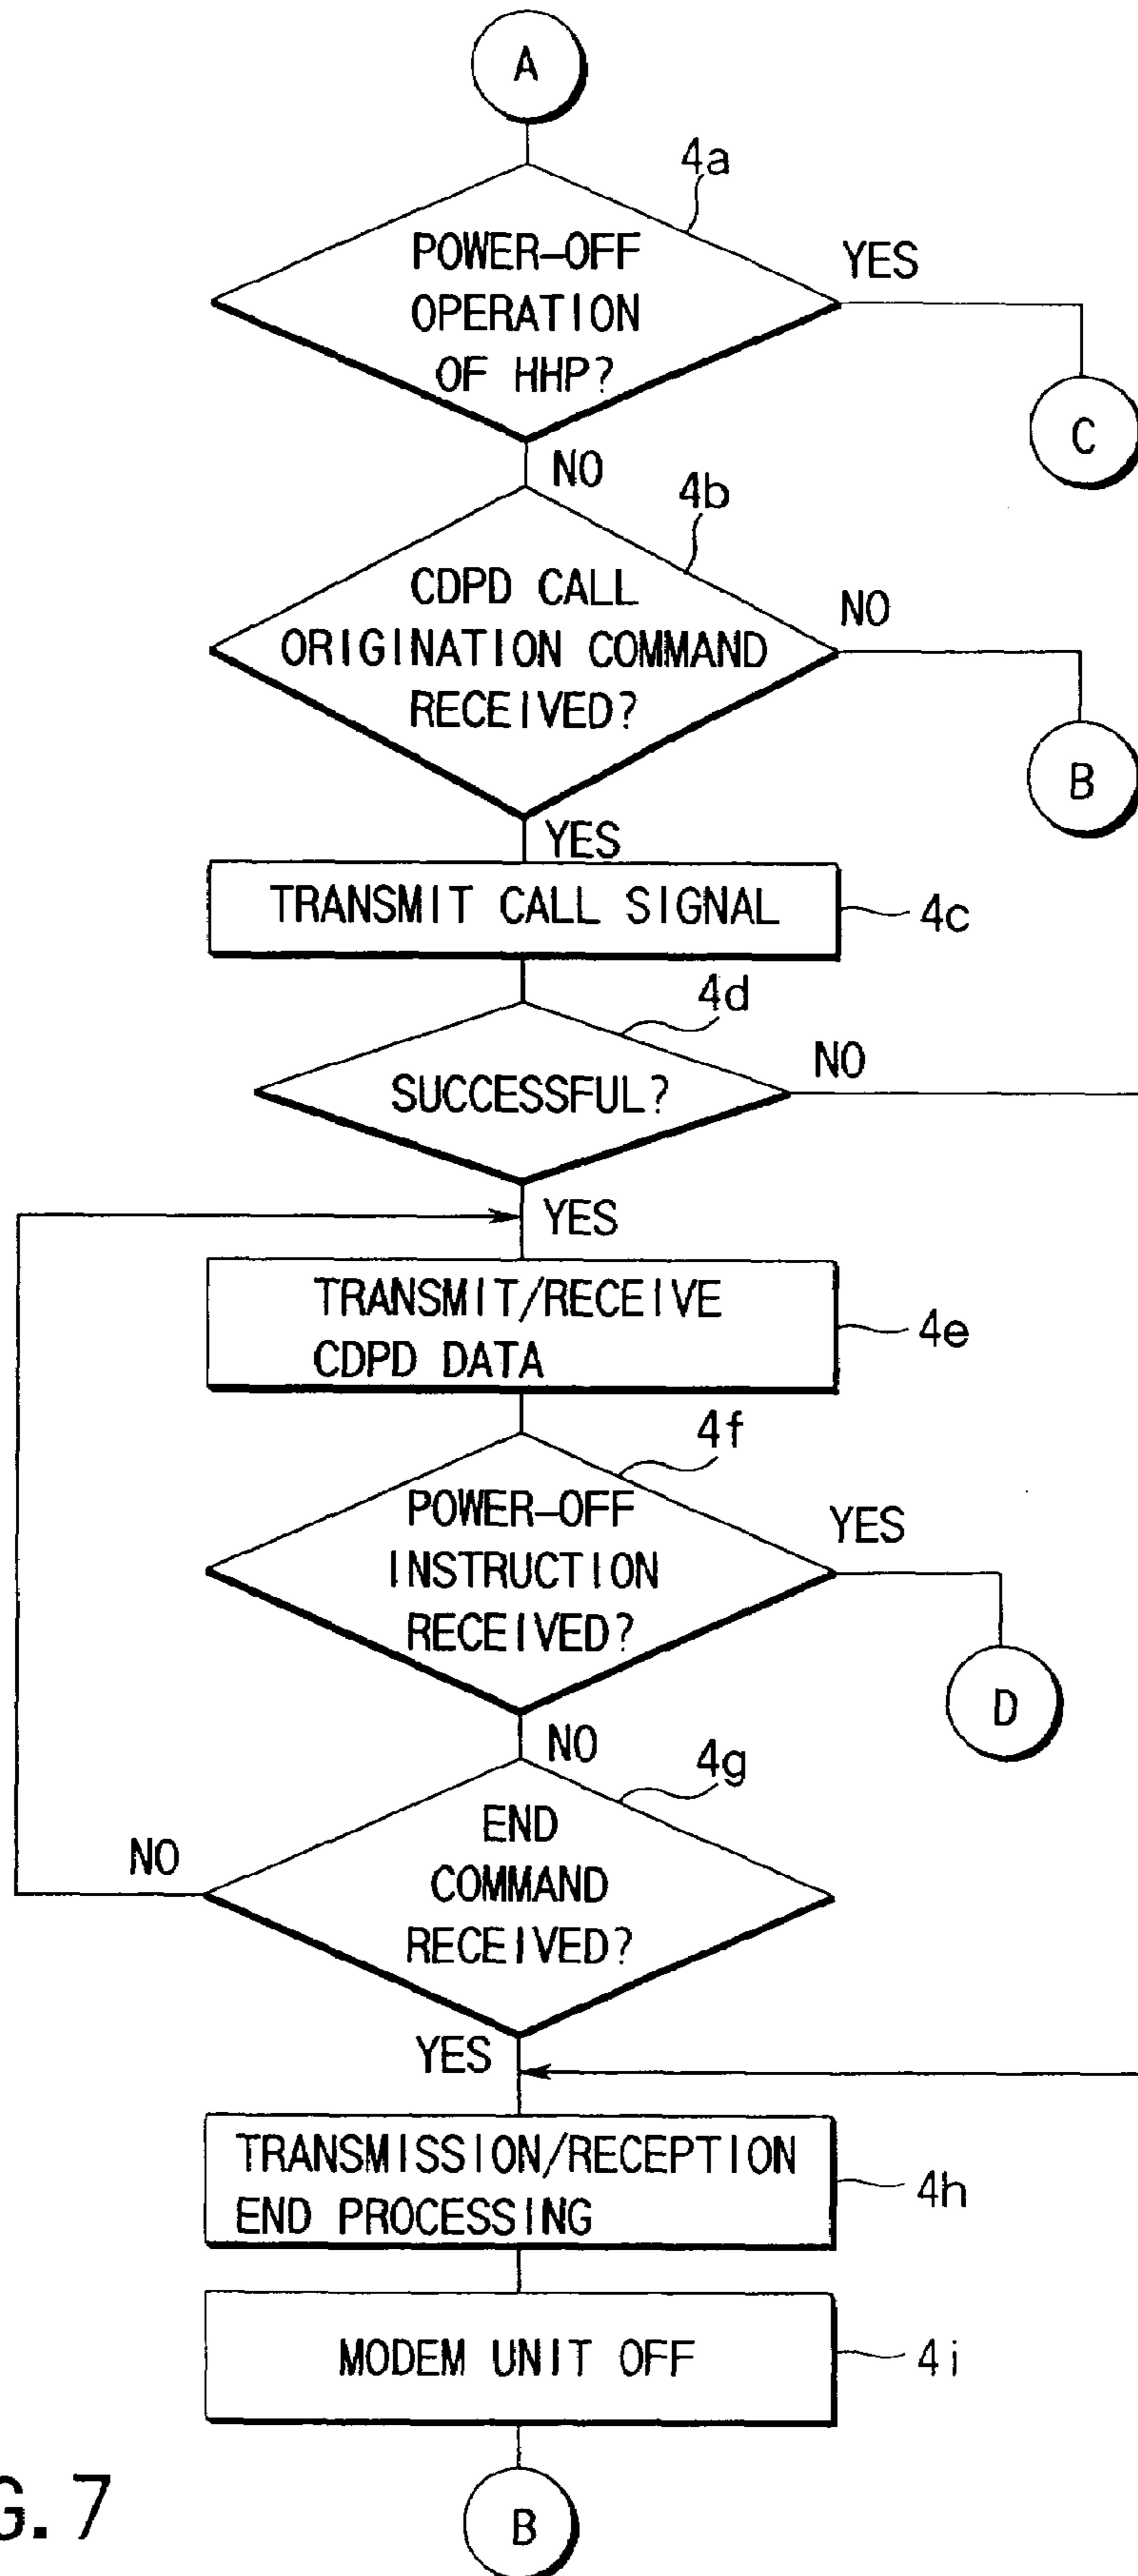 A
4a
POWER-OFF
OPERATION
OF HHP?
YES
C
NO
4b
CDPD CALL
ORIGINATION COMMAND
RECEIVED?
NO
B
YES
TRANSMIT CALL SIGNAL
4c
4d
SUCCESSFUL?
NO
YES
TRANSMIT/RECEIVE
CDPD DATA
4e
4f
POWER-OFF
INSTRUCTION
RECEIVED?
YES
D
NO
4g
END
COMMAND
RECEIVED?
NO
YES
TRANSMISSION/RECEPTION
END PROCESSING
4h
MODEM UNIT OFF
4i
B
G. 7